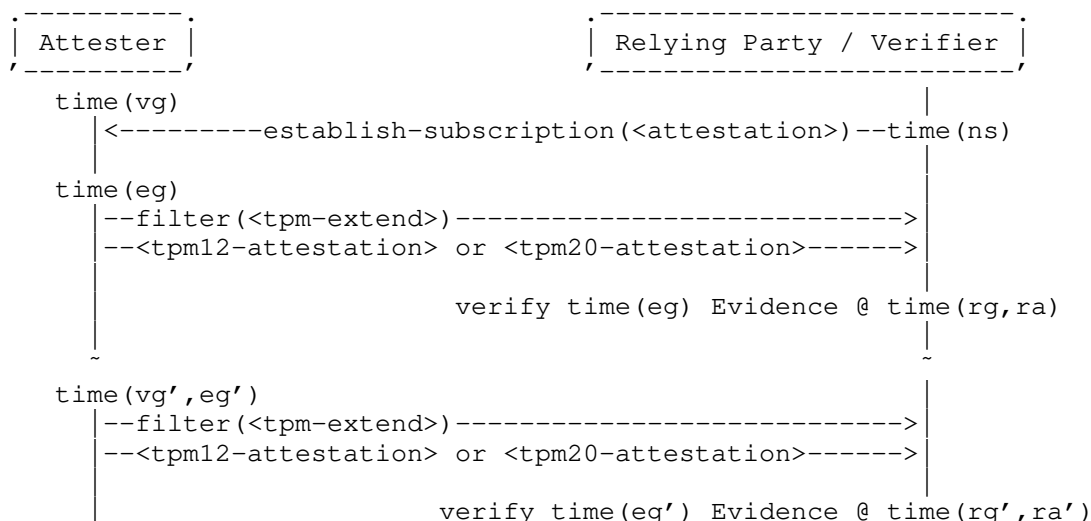 .----------.                         .--------------------------.
| Attester |                         | Relying Party / Verifier |
'----------'                         '--------------------------'
   time(vg)                                               |
     |<---------establish-subscription(<attestation>)--time(ns)
     |                                                    |
   time(eg)                                               |
     |--filter(<tpm-extend>)----------------------------->|
     |--<tpm12-attestation> or <tpm20-attestation>------->|
     |                                                    |
     |                      verify time(eg) Evidence @ time(rg,ra)
     |                                                    |
     ~                                                    ~
   time(vg',eg')                                          |
     |--filter(<tpm-extend>)----------------------------->|
     |--<tpm12-attestation> or <tpm20-attestation>------->|
     |                                                    |
     |                     verify time(eg') Evidence @ time(rg',ra')